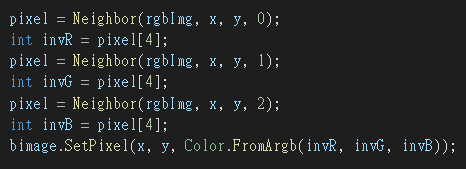 pixel = Neighbor(rgbImg, x, y, 0);
int invR = pixel[4];
pixel = Neighbor(rgbImg, x, y, 1);
int invG = pixel[4];
pixel = Neighbor(rgbImg, x, y, 2);
int invB = pixel[4];
bimage.SetPixel(x, y, Color.FromArgb(invR, invG, invB));